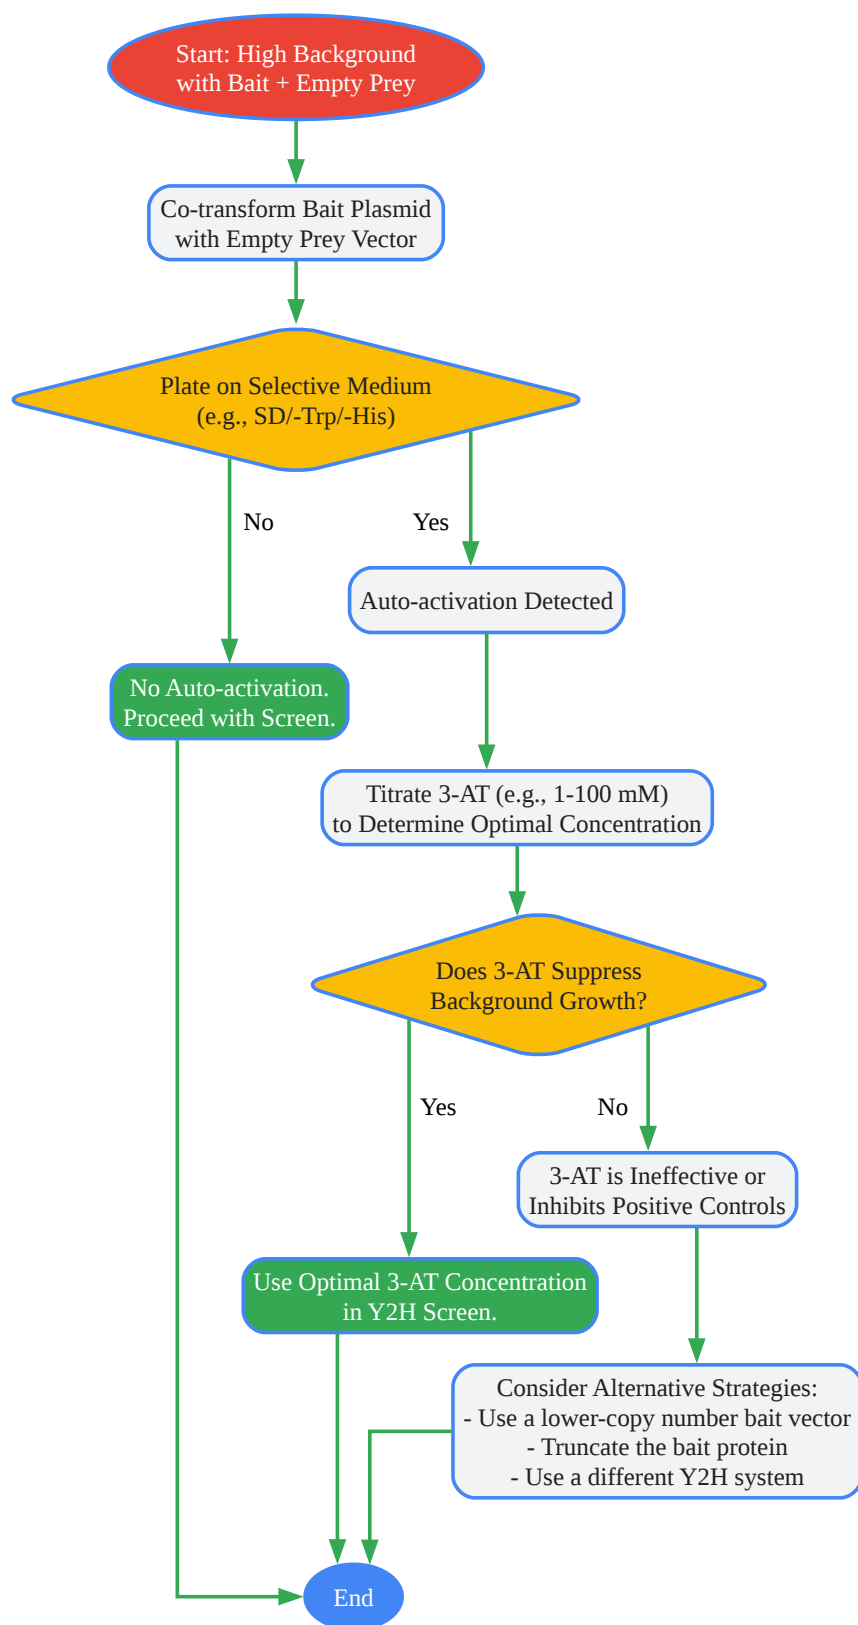 Start: High Background
with Bait + Empty Prey
Co-transform Bait Plasmid
with Empty Prey Vector
Plate on Selective Medium
(e.g., SD/-Trp/-His)
No
Yes
Auto-activation Detected
No Auto-activation.
Proceed with Screen.
Titrate 3-AT (e.g., 1-100 mM)
to Determine Optimal Concentration
Does 3-AT Suppress
Background Growth?
Yes
No
3-AT is Ineffective or
Inhibits Positive Controls
Use Optimal 3-AT Concentration
in Y2H Screen.
Consider Alternative Strategies:
- Use a lower-copy number bait vector
- Truncate the bait protein
- Use a different Y2H system
End